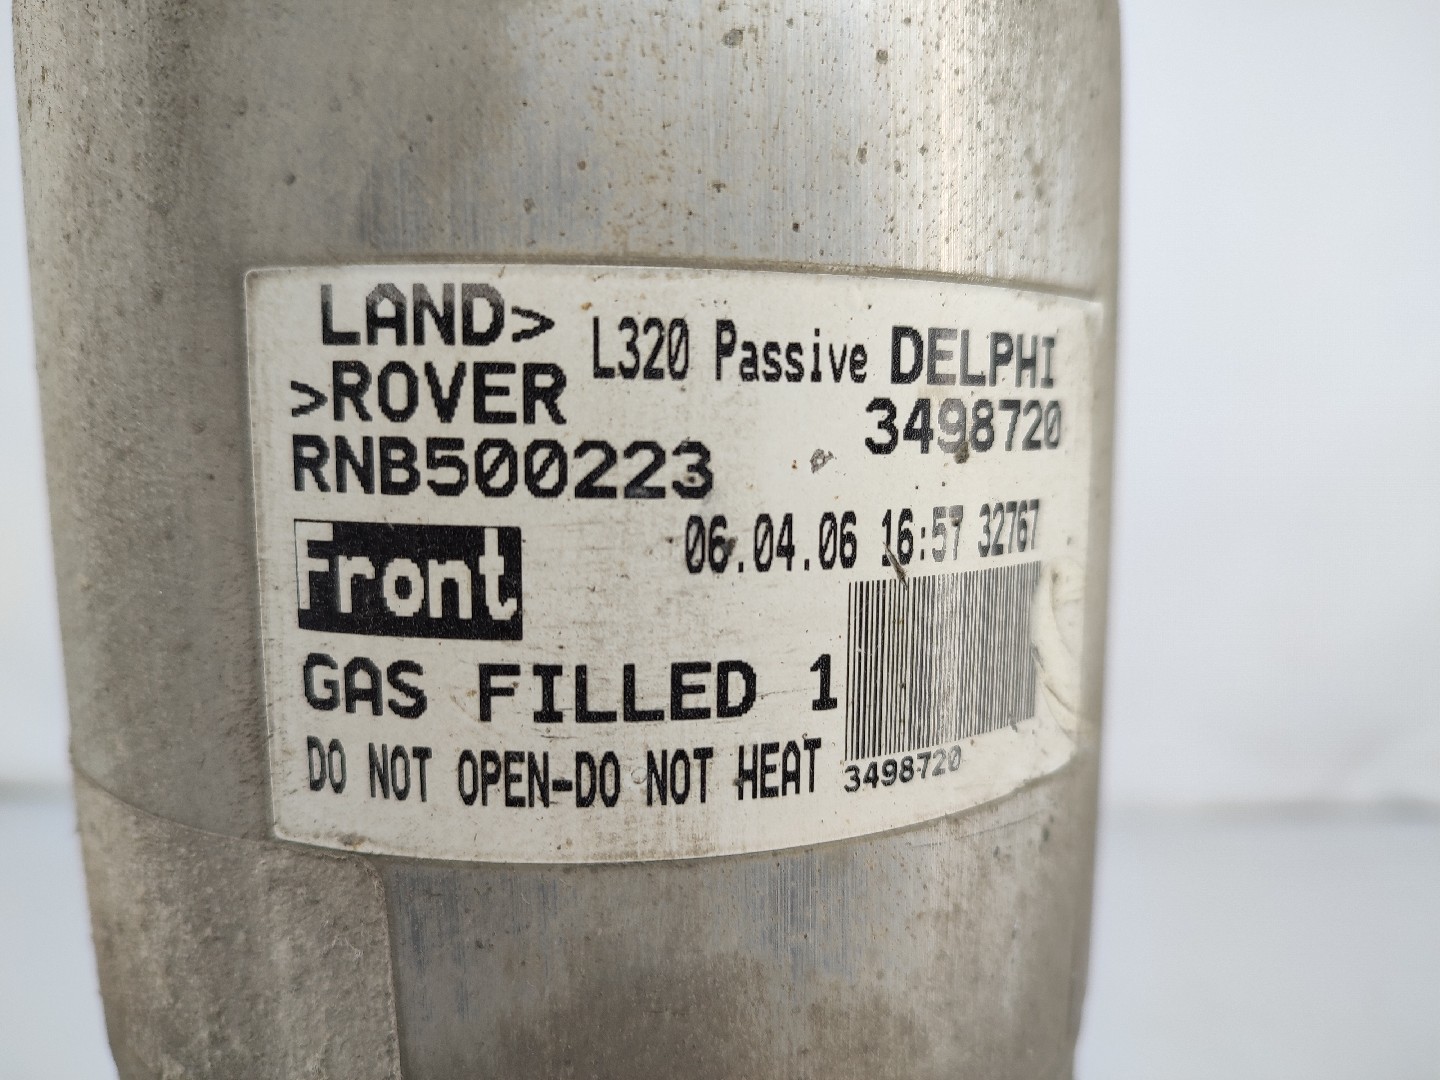 LAND>
>ROVER
L320 Passive DELPHI
3498720
RNB500223
06.04.06 16:57 32767
Front
GAS FILLED 1
DO NOT OPEN-DO NOT HEAT
3498720